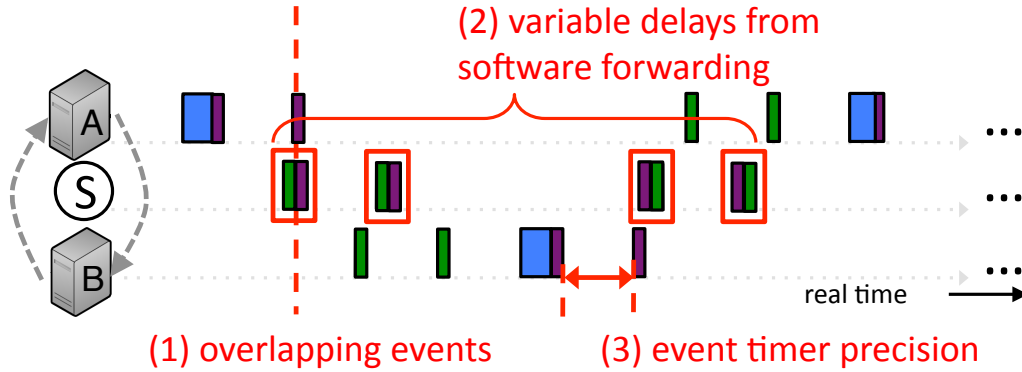 (2) variable delays from
software forwarding
A
...
S
...
B
...
real time
(1) overlapping events
(3) event timer precision